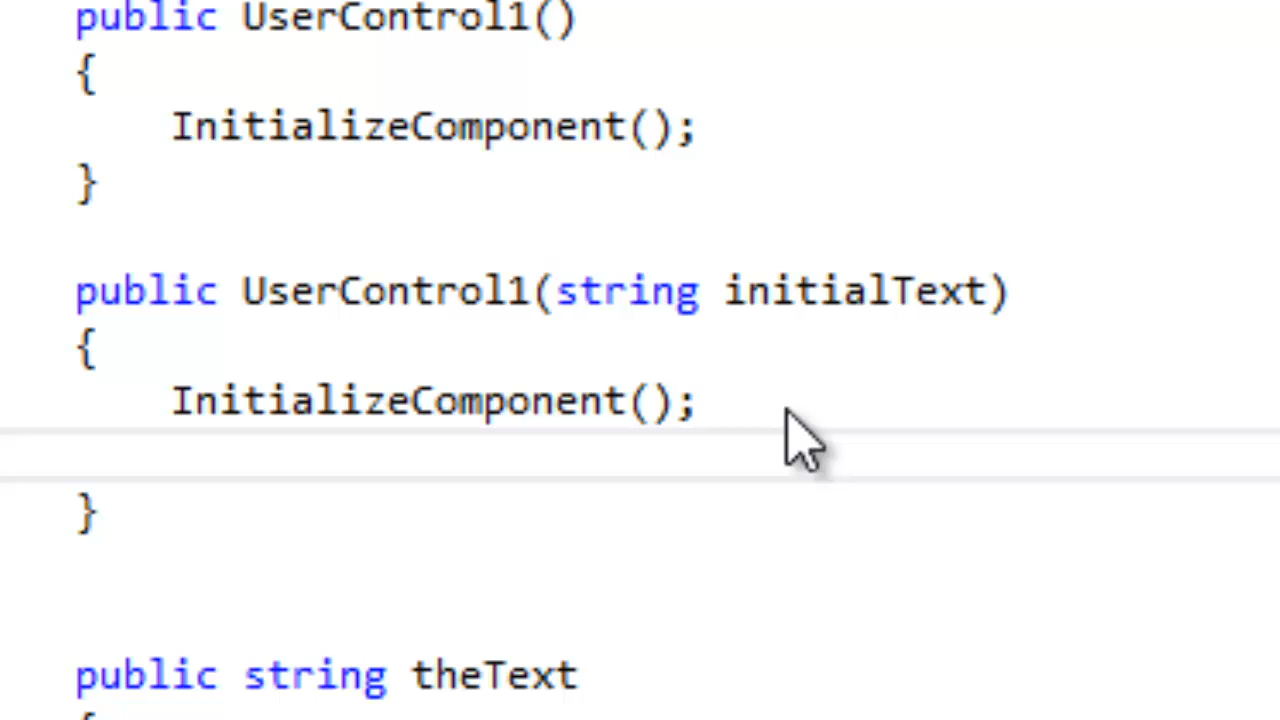 public UserControl1()
{
InitializeComponent();
}
public UserControl1(string initialText)
{
InitializeComponent();
}
public string theText
{